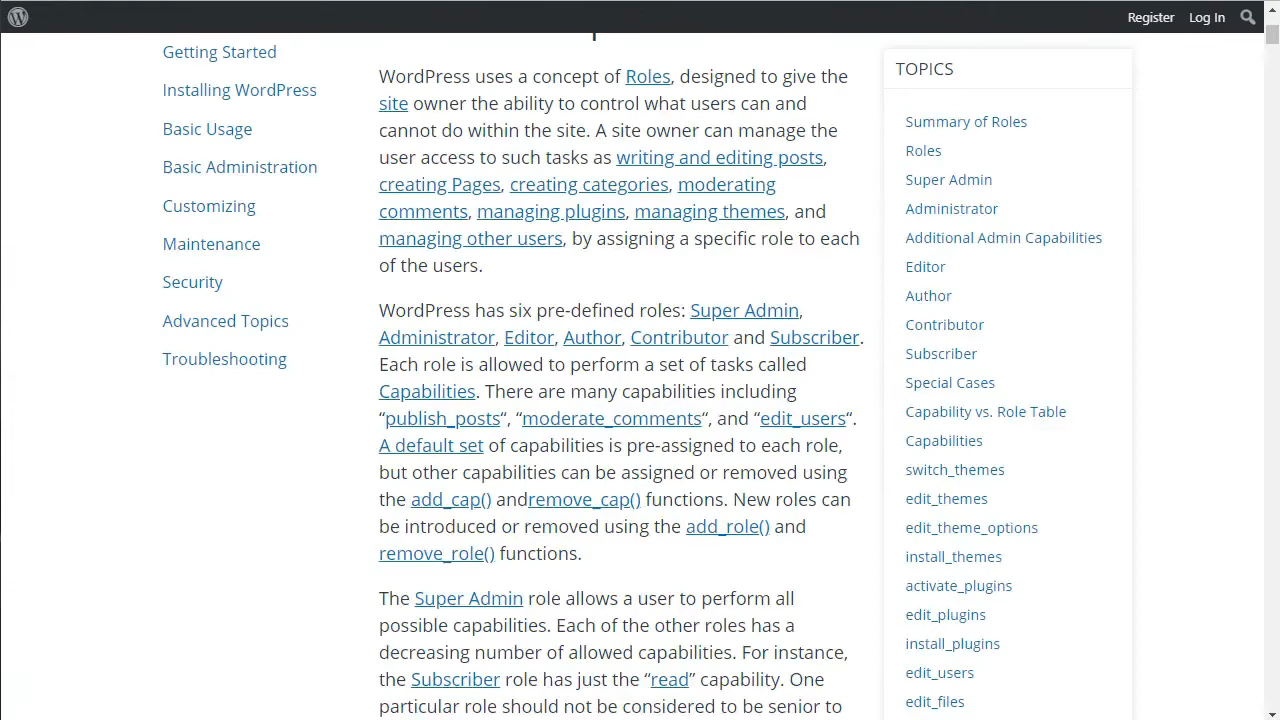 Register Log In
Getting Started
Installing WordPress
Basic Usage
Basic Administration
Customizing
Maintenance
Security
Advanced Topics
Troubleshooting
WordPress uses a concept of Roles, designed to give the
site owner the ability to control what users can and
cannot do within the site. A site owner can manage the
user access to such tasks as writing and editing posts,
creating Pages, creating categories, moderating
comments, managing plugins, managing themes, and
managing other users, by assigning a specific role to each
of the users.
WordPress has six pre-defined roles: Super Admin,
Administrator, Editor, Author, Contributor and Subscriber.
Each role is allowed to perform a set of tasks called
Capabilities. There are many capabilities including
“publish_posts“, “moderate_comments“, and “edit_users“.
A default set of capabilities is pre-assigned to each role,
but other capabilities can be assigned or removed using
the add_cap() andremove_cap() functions. New roles can
be introduced or removed using the add_role() and
remove_role() functions.
The Super Admin role allows a user to perform all
possible capabilities. Each of the other roles has a
decreasing number of allowed capabilities. For instance,
the Subscriber role has just the “read” capability. One
particular role should not be considered to be senior to
TOPICS
Summary of Roles
Roles
Super Admin
Administrator
Additional Admin Capabilities
Editor
Author
Contributor
Subscriber
Special Cases
Capability vs. Role Table
Capabilities
switch_themes
edit_themes
edit_theme_options
install_themes
activate_plugins
edit_plugins
install_plugins
edit_users
edit_files